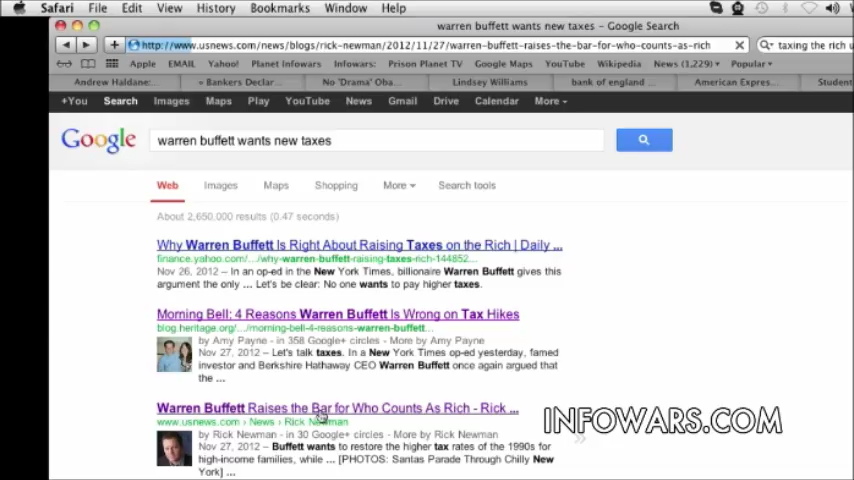 Safari File Edit View History Bookmarks Window Help
warren buffett wants new taxes - Google Search
http://www.usnews.com/news/blogs/rick-newman/2012/11/27/warren-buffett-raises-the-bar-for-who-counts-as-rich
taxing the rich u
Apple EMAIL Yahoo! Planet Infowars Infowars: Prison Planet TV Google Maps YouTube Wikipedia News (1,229) Popular
Andrew Haldane: ... « Bankers Declar... No 'Drama' Oba... Lindsey Williams bank of england ... American Expres... Student
+You Search Images Maps Play YouTube News Gmail Drive Calendar More
Google
warren buffett wants new taxes
Web Images Maps Shopping More Search tools
About 2,650,000 results (0.47 seconds)
Why Warren Buffett Is Right About Raising Taxes on the Rich | Daily ...
finance.yahoo.com/.../why-warren-buffett-raising-taxes-rich-144852...
Nov 26, 2012 – In an op-ed in the New York Times, billionaire Warren Buffett gives this
argument the only ... Let's be clear: No one wants to pay higher taxes.
Morning Bell: 4 Reasons Warren Buffett Is Wrong on Tax Hikes
blog.heritage.org/.../morning-bell-4-reasons-warren-buffett...
by Amy Payne - in 358 Google+ circles - More by Amy Payne
Nov 27, 2012 – Let's talk taxes. In a New York Times op-ed yesterday, famed
investor and Berkshire Hathaway CEO Warren Buffett once again argued that
the ...
Warren Buffett Raises the Bar for Who Counts As Rich - Rick ...
www.usnews.com › News › Rick Newman
by Rick Newman - in 30 Google+ circles - More by Rick Newman
Nov 27, 2012 – Buffett wants to restore the higher tax rates of the 1990s for
high-income families, while ... [PHOTOS: Santas Parade Through Chilly New
York] ...
INFOWARS.COM